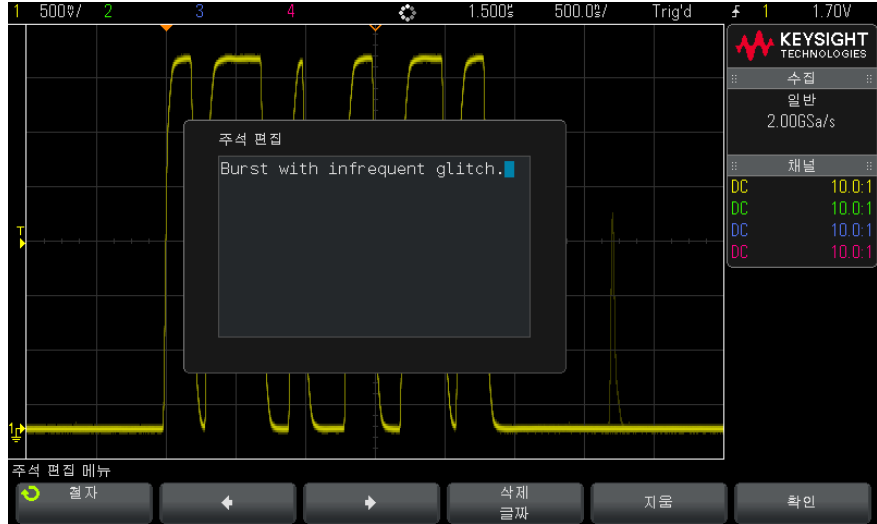 1 500㎷/ 2 3 4 1.500㎲ 500.0㎱/ Trig'd 1 1.70V
KEYSIGHT
TECHNOLOGIES
수집
일반
2.00GSa/s
채널
DC 10.0:1
DC 10.0:1
DC 10.0:1
DC 10.0:1
주석 편집
Burst with infrequent glitch.
T
1
주석 편집 메뉴
철자
삭제
글짜
지움
확인